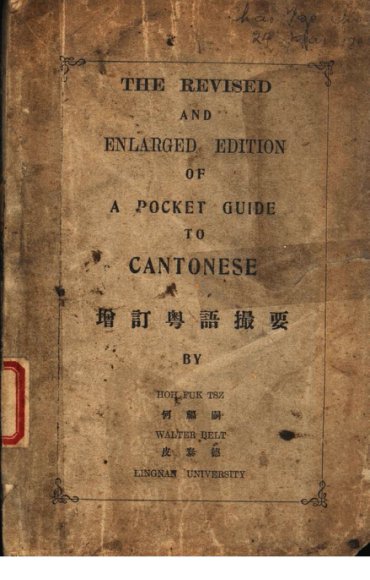 THE REVISED
AND
ENLARGED EDITION
OF
A POCKET GUIDE
TO
CANTONESE
增訂粵語撮要
BY
HOH FUK TSZ
何福嗣
WALTER BELT
皮泰德
LINGNAN UNIVERSITY